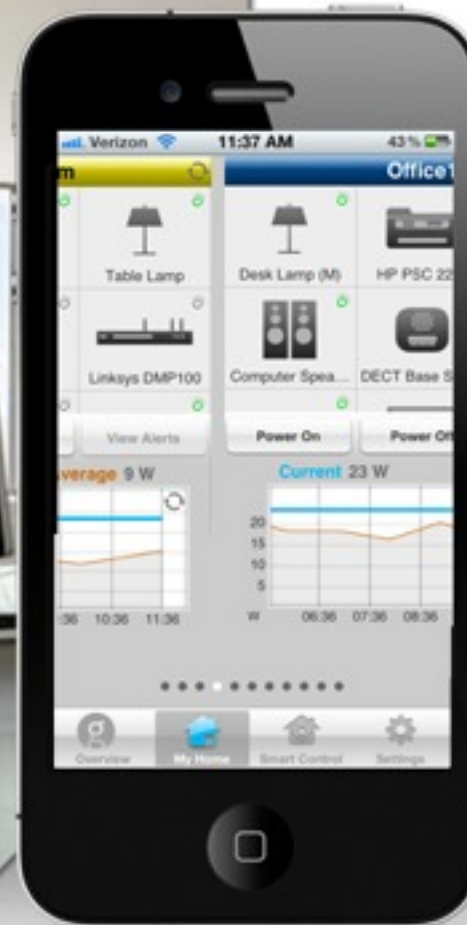 Verizon 11:37 AM 43%
m Office1
Table Lamp Desk Lamp (M) HP PSC 22
Linksys DMP100 Computer Spea... DECT Base S
View Alerts Power On Power Off
verage 9 W Current 23 W
20
15
10
5
:36 10:36 11:36 W 06:36 07:36 08:36
g
Overview My Home Smart Control Settings